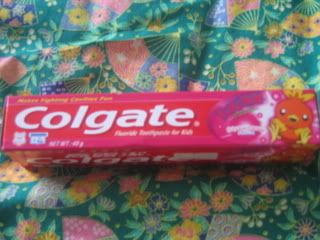 Makes Fighting Cavities Fun
Colgate
Fluoride Toothpaste for Kids
NET WT. 40 g